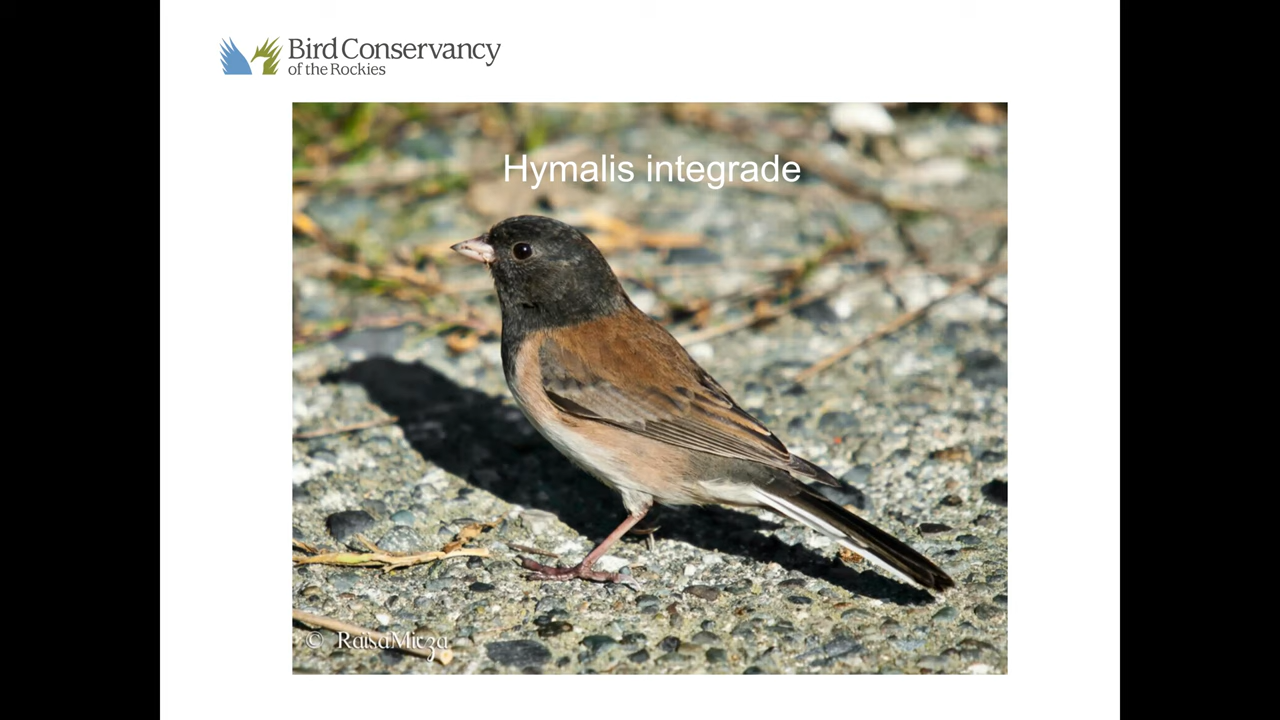 Bird Conservancy
of the Rockies
Hymalis integrade
© RaisaMirza